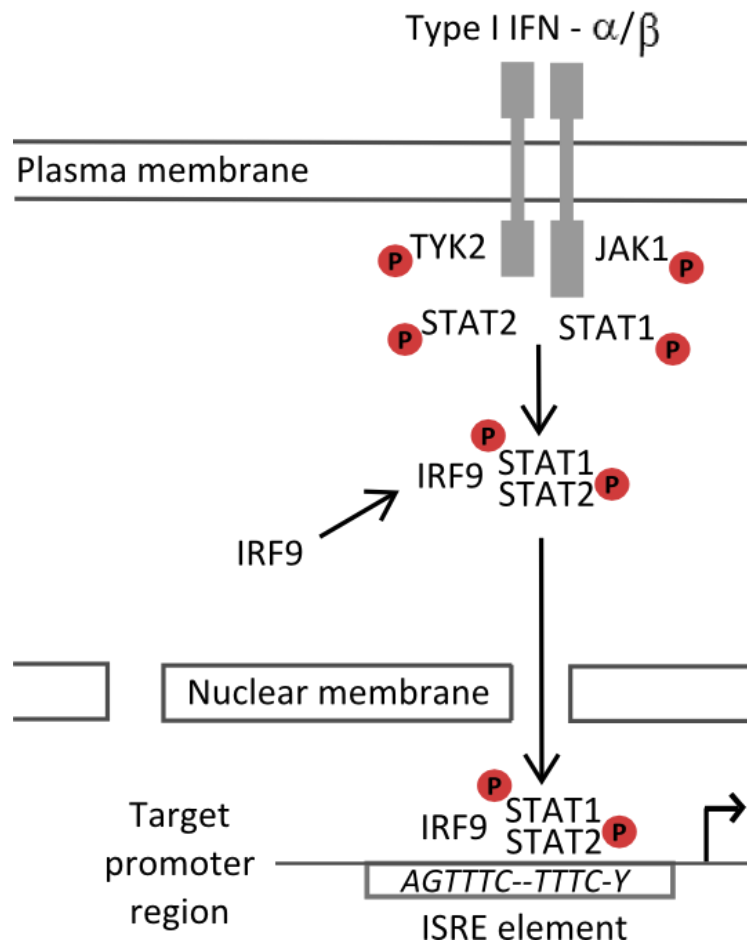 Type I IFN - α/β
Plasma membrane
P TYK2 JAK1 P
P STAT2 STAT1 P
P
IRF9 STAT1
STAT2 P
IRF9
Nuclear membrane
P
IRF9 STAT1
STAT2 P
Target
promoter
region
AGTTTC--TTTC-Y
ISRE element